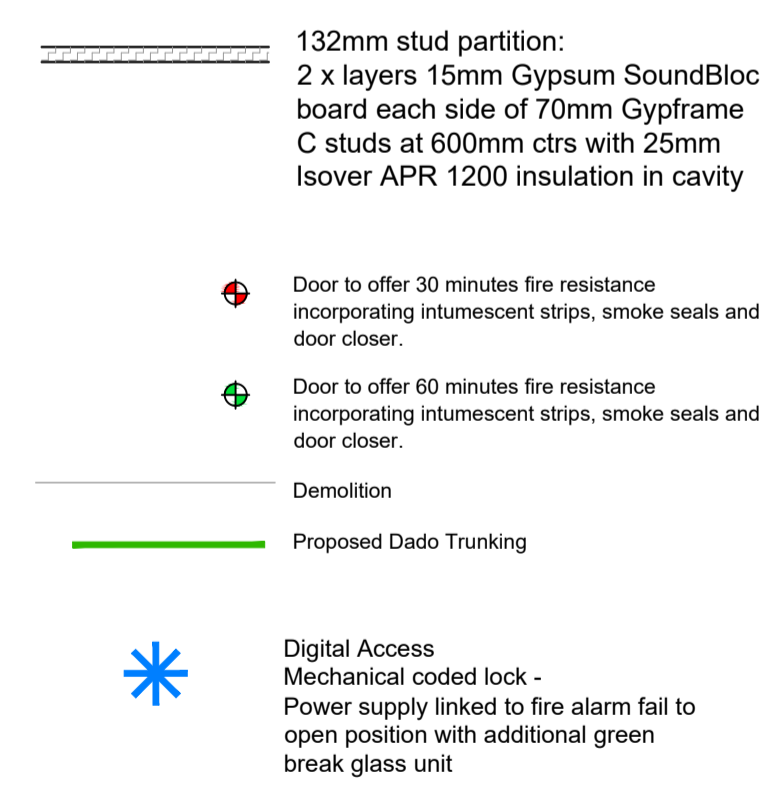 132mm stud partition:
2 x layers 15mm Gypsum SoundBloc
board each side of 70mm Gypframe
C studs at 600mm ctrs with 25mm
Isover APR 1200 insulation in cavity
Door to offer 30 minutes fire resistance
incorporating intumescent strips, smoke seals and
door closer.
Door to offer 60 minutes fire resistance
incorporating intumescent strips, smoke seals and
door closer.
Demolition
Proposed Dado Trunking
Digital Access
Mechanical coded lock -
Power supply linked to fire alarm fail to
open position with additional green
break glass unit